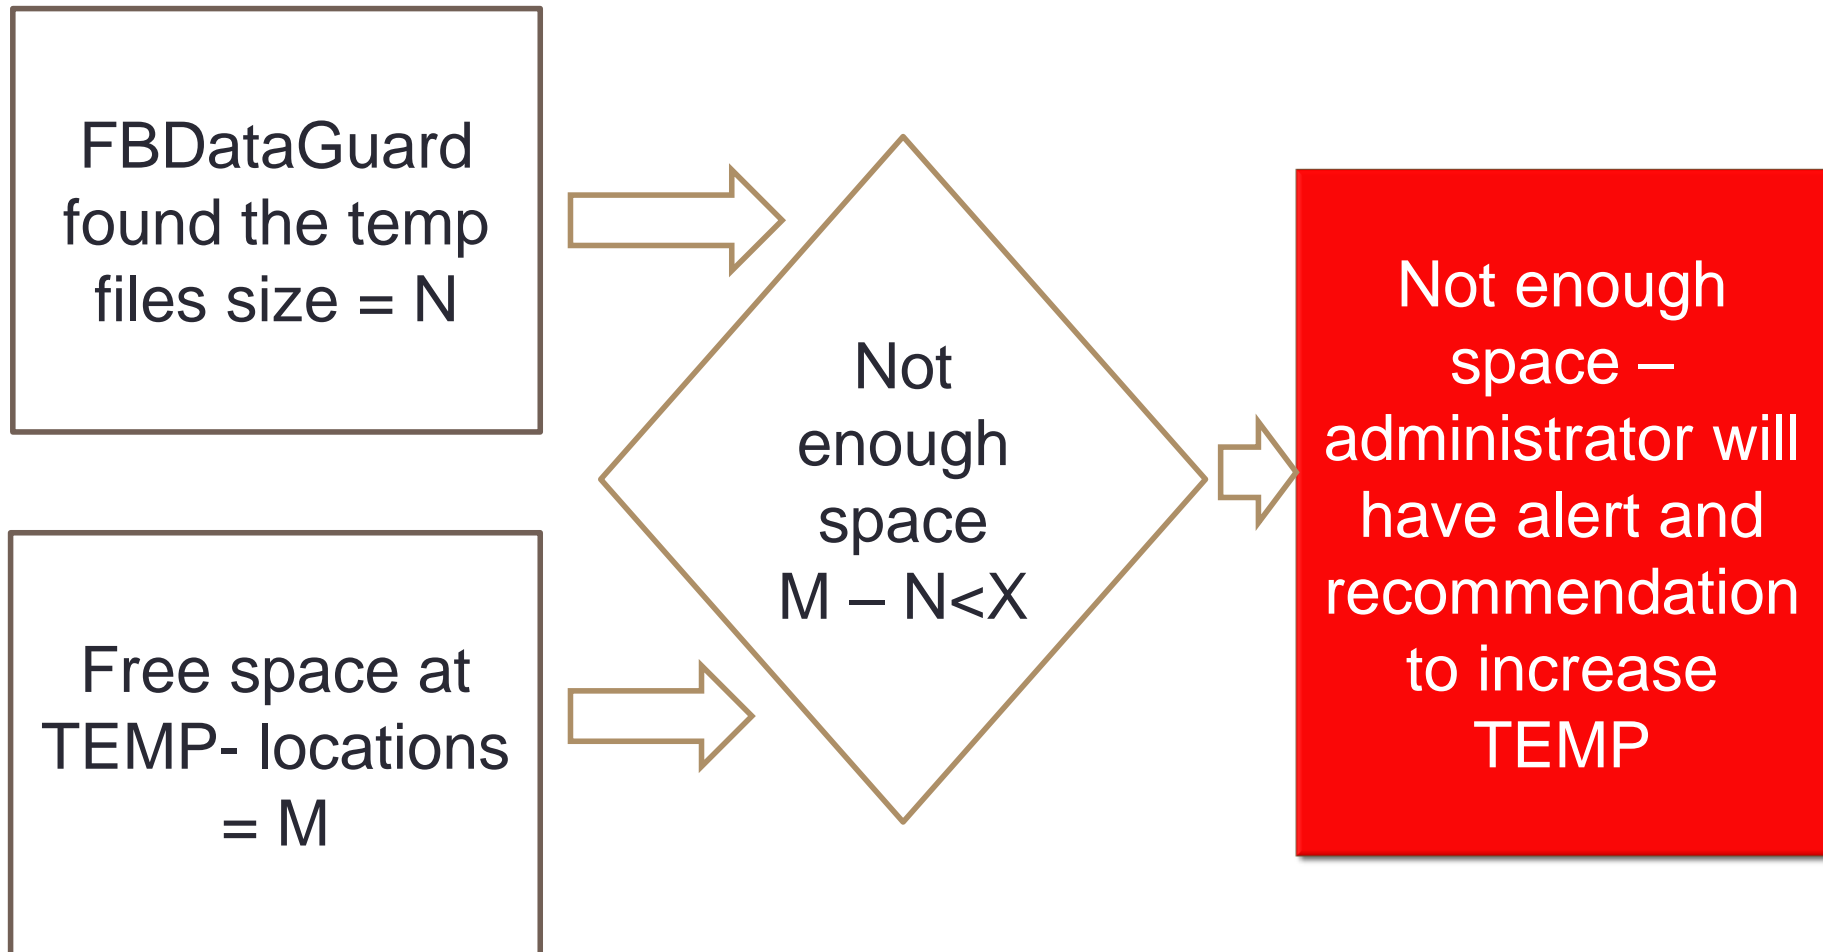 FBDataGuard
found the temp
files size = N
Free space at
TEMP- locations
= M
Not
enough
space
M – N<X
Not enough
space –
administrator will
have alert and
recommendation
to increase
TEMP